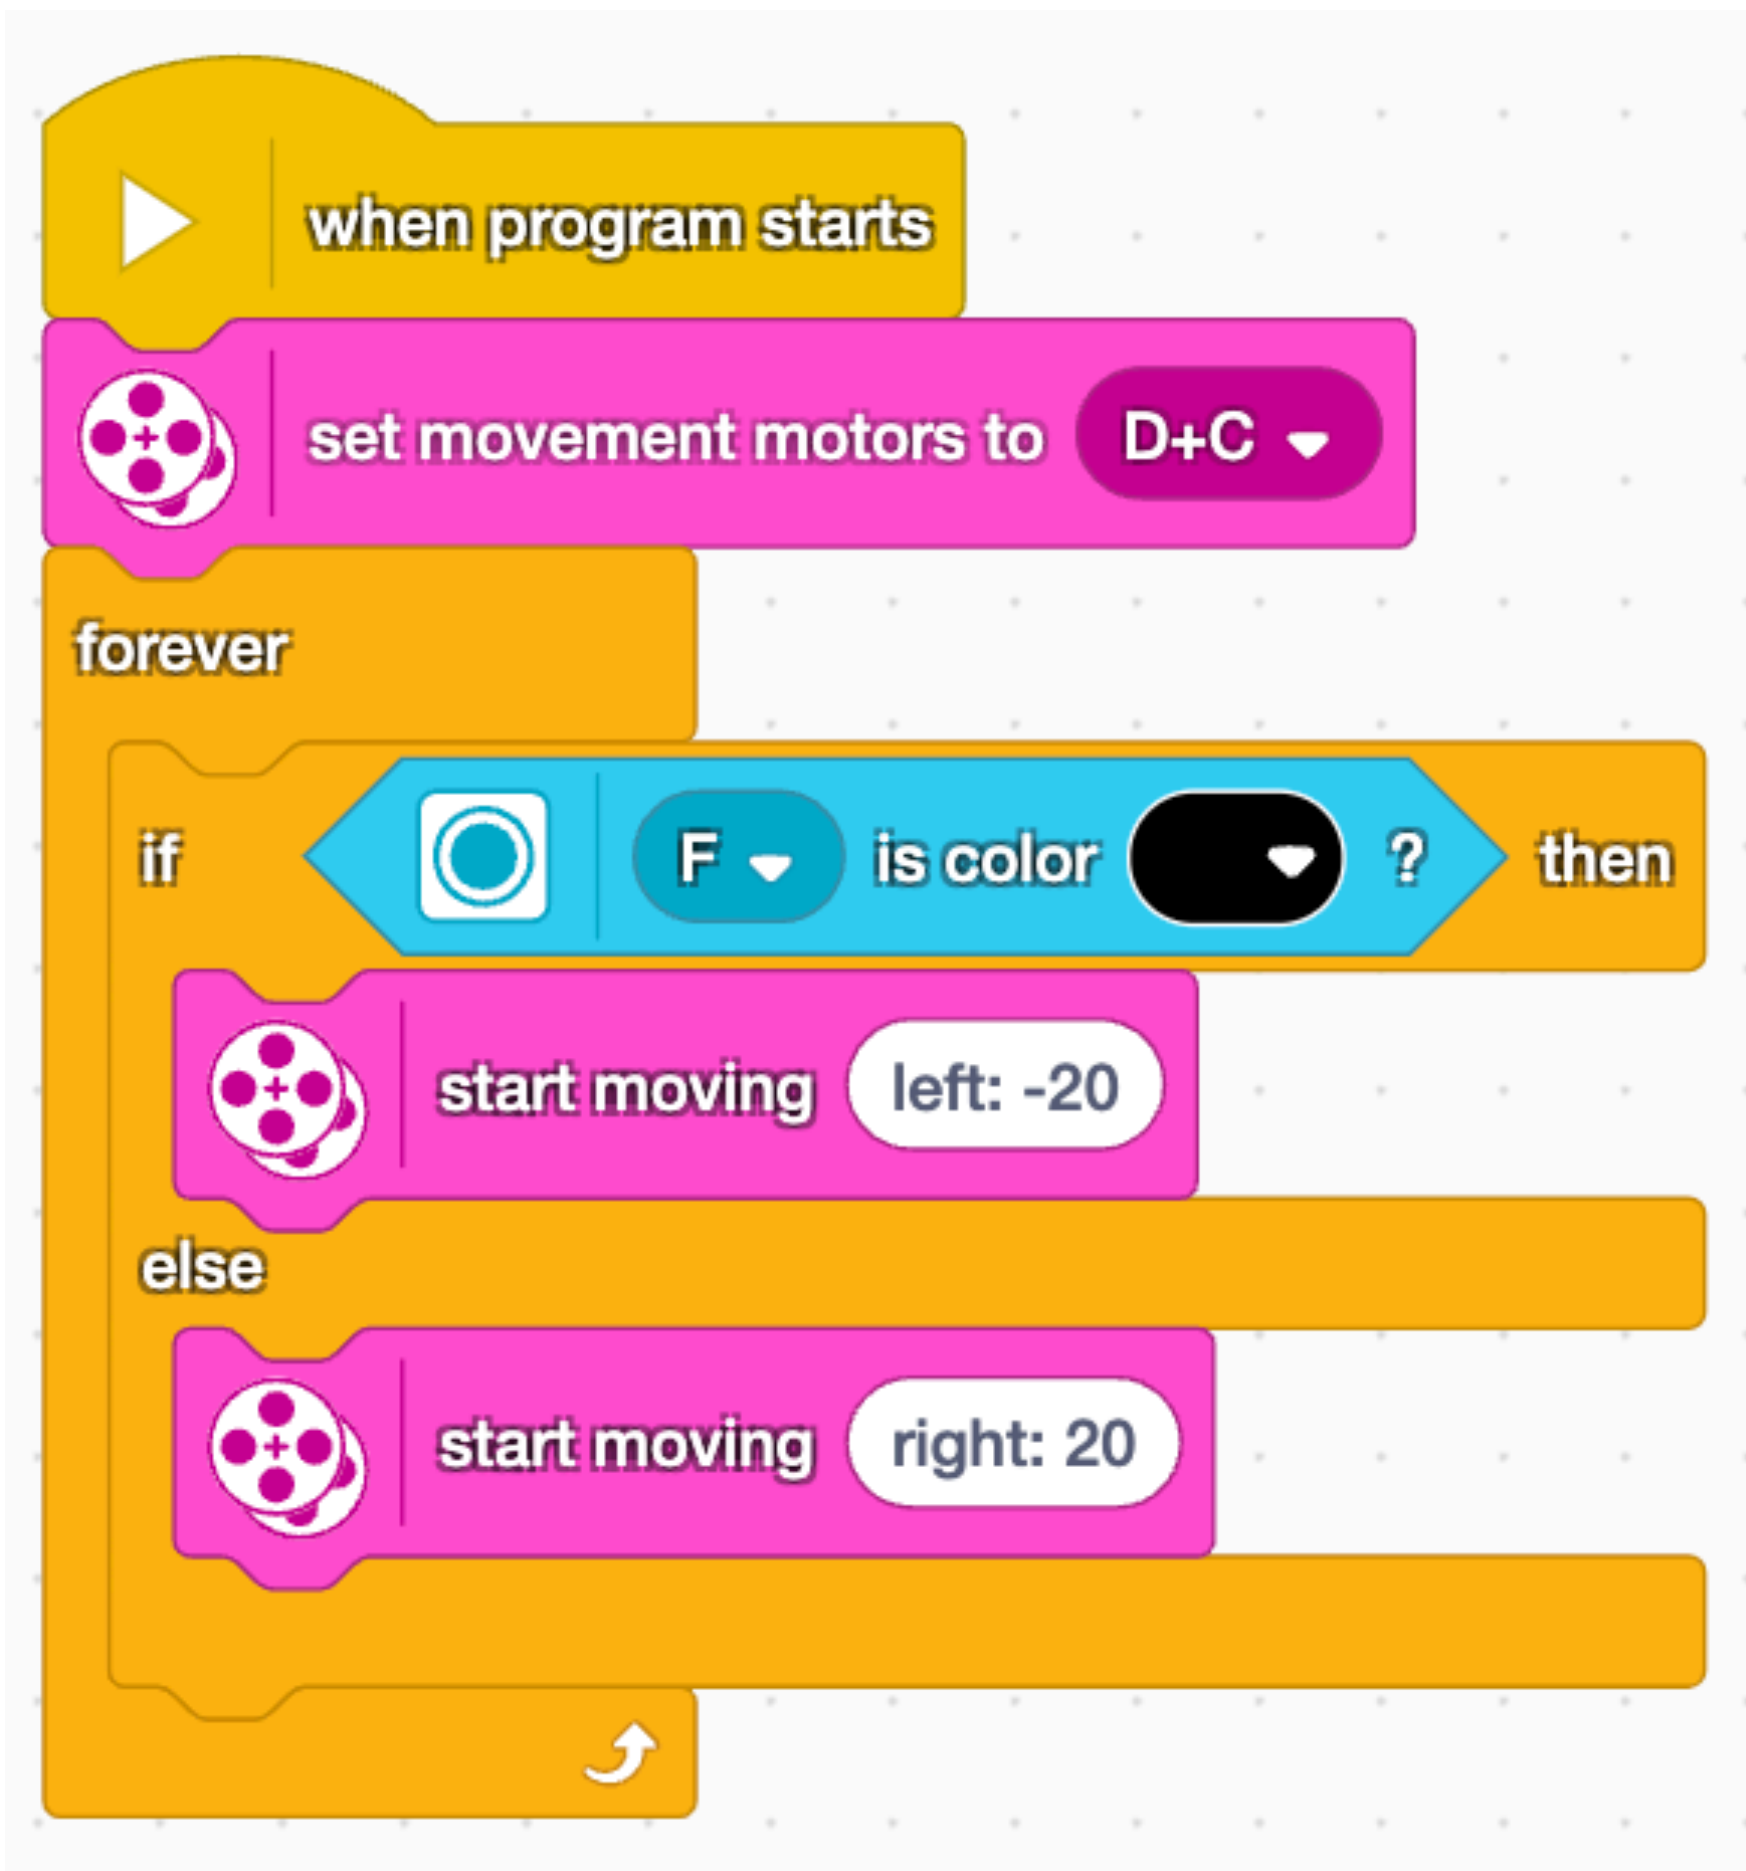 when program starts
set movement motors to D+C
forever
if F is color ? then
start moving left: -20
else
start moving right: 20